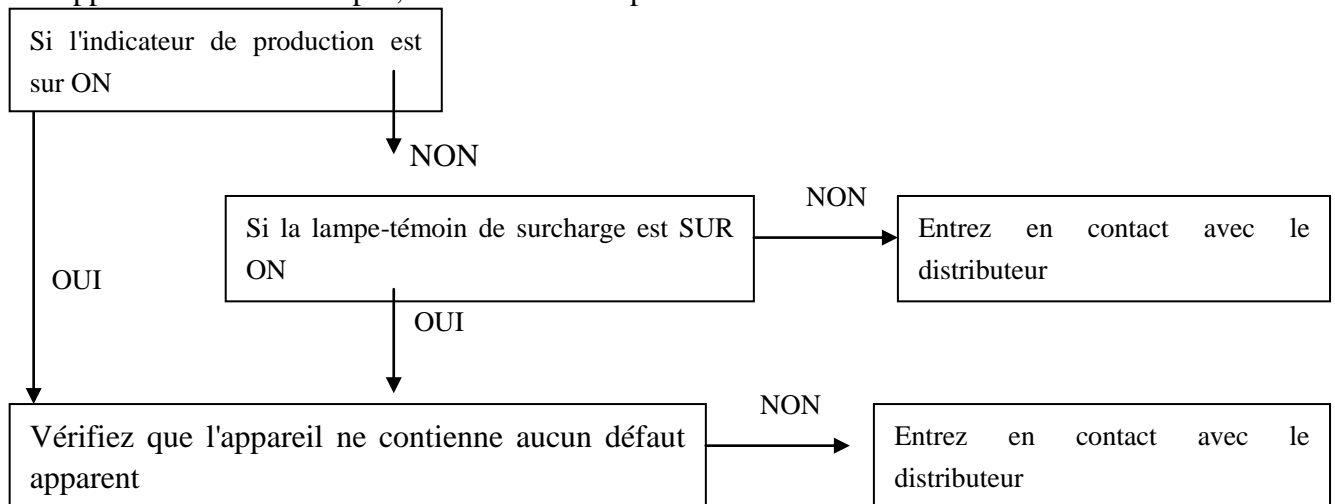 Si l'indicateur de production est
sur ON
NON
Si la lampe-témoin de surcharge est SUR
ON
NON
Entrez en contact avec le
distributeur
OUI
OUI
Vérifiez que l'appareil ne contienne aucun défaut
apparent
NON
Entrez en contact avec le
distributeur